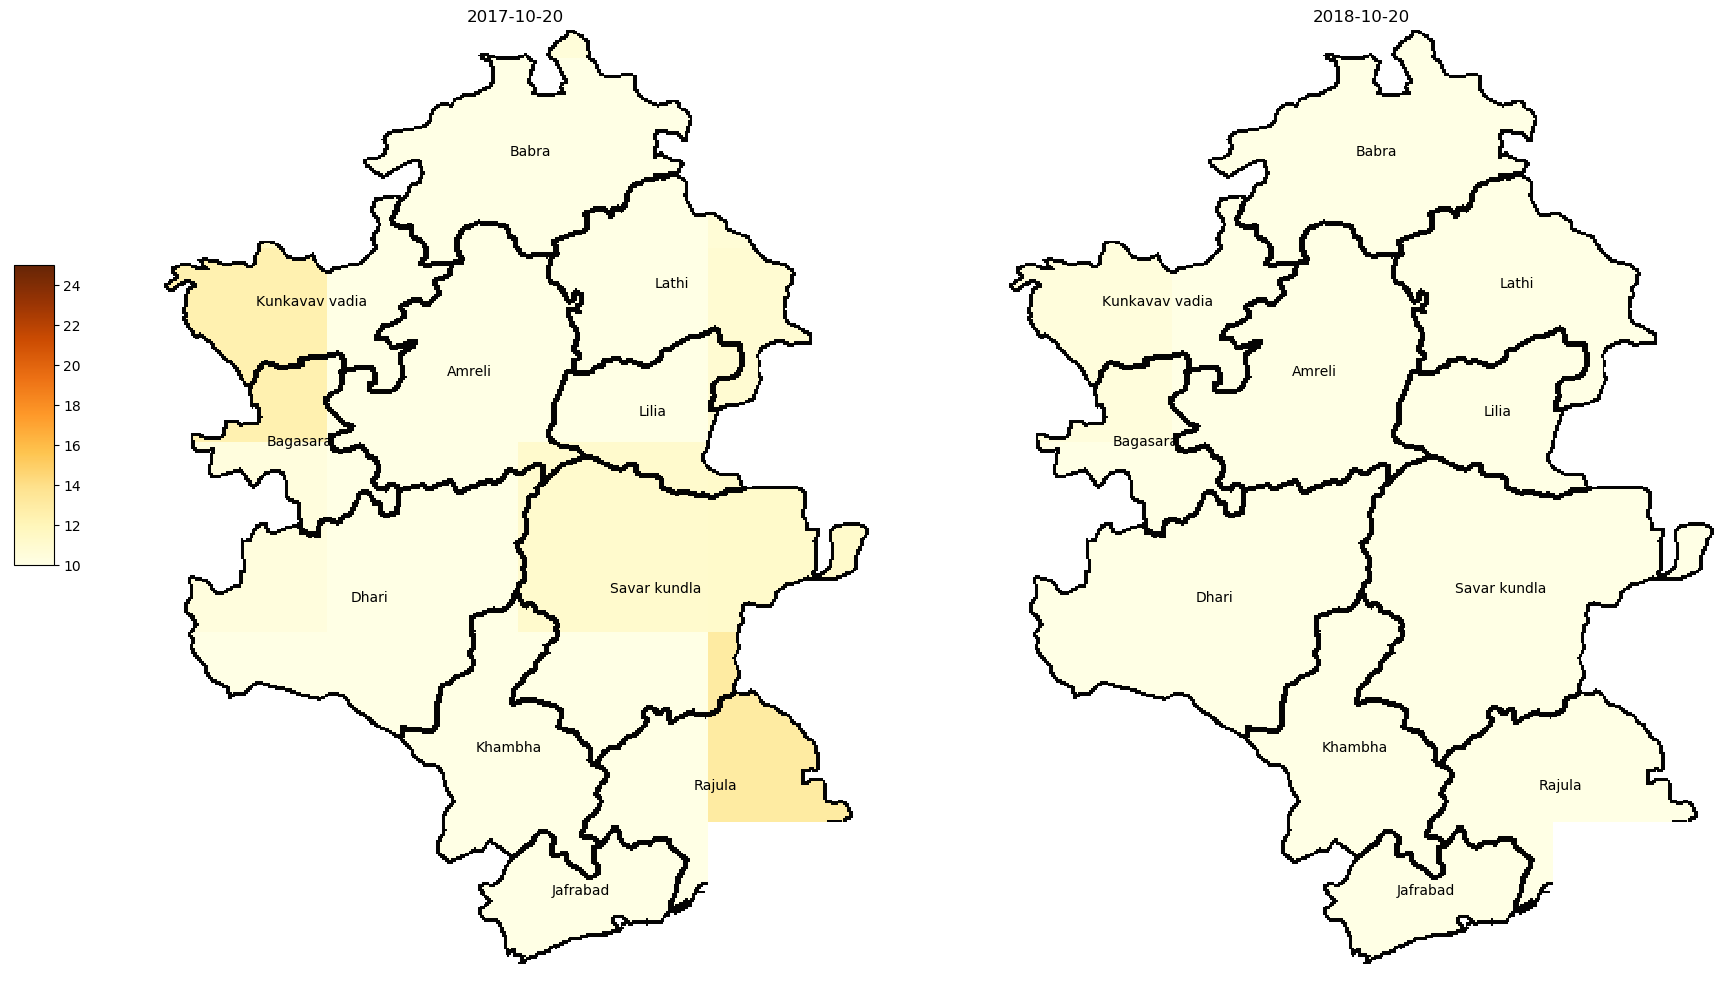 2017-10-20
2018-10-20
Babra
Lathi
Kunkavav vadia
Amreli
Lilia
Bagasara
Savar kundla
Dhari
Khambha
Rajula
Jafrabad
Babra
Lathi
Kunkavav vadia
Amreli
Lilia
Bagasara
Savar kundla
Dhari
Khambha
Rajula
Jafrabad
24
22
20
18
16
14
12
10